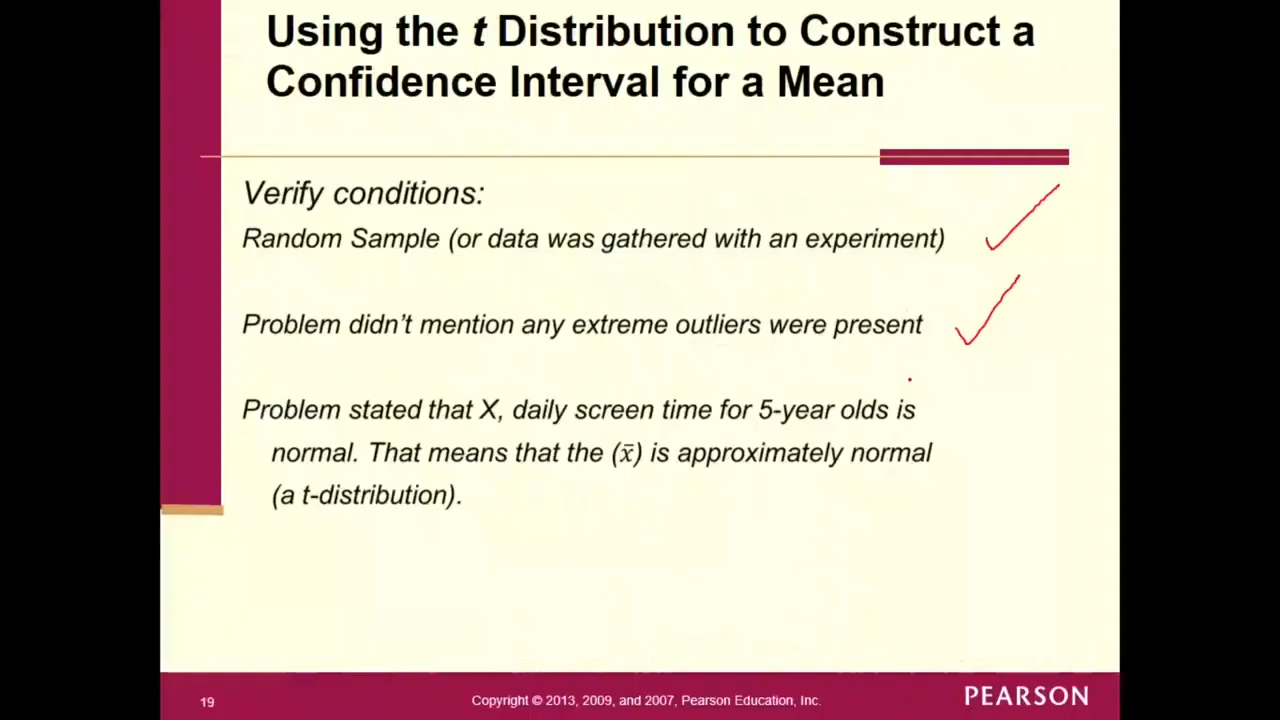 Using the t Distribution to Construct a
Confidence Interval for a Mean
Verify conditions:
Random Sample (or data was gathered with an experiment)
Problem didn't mention any extreme outliers were present
Problem stated that X, daily screen time for 5-year olds is
normal. That means that the (x̄) is approximately normal
(a t-distribution).
19
Copyright © 2013, 2009, and 2007, Pearson Education, Inc.
PEARSON